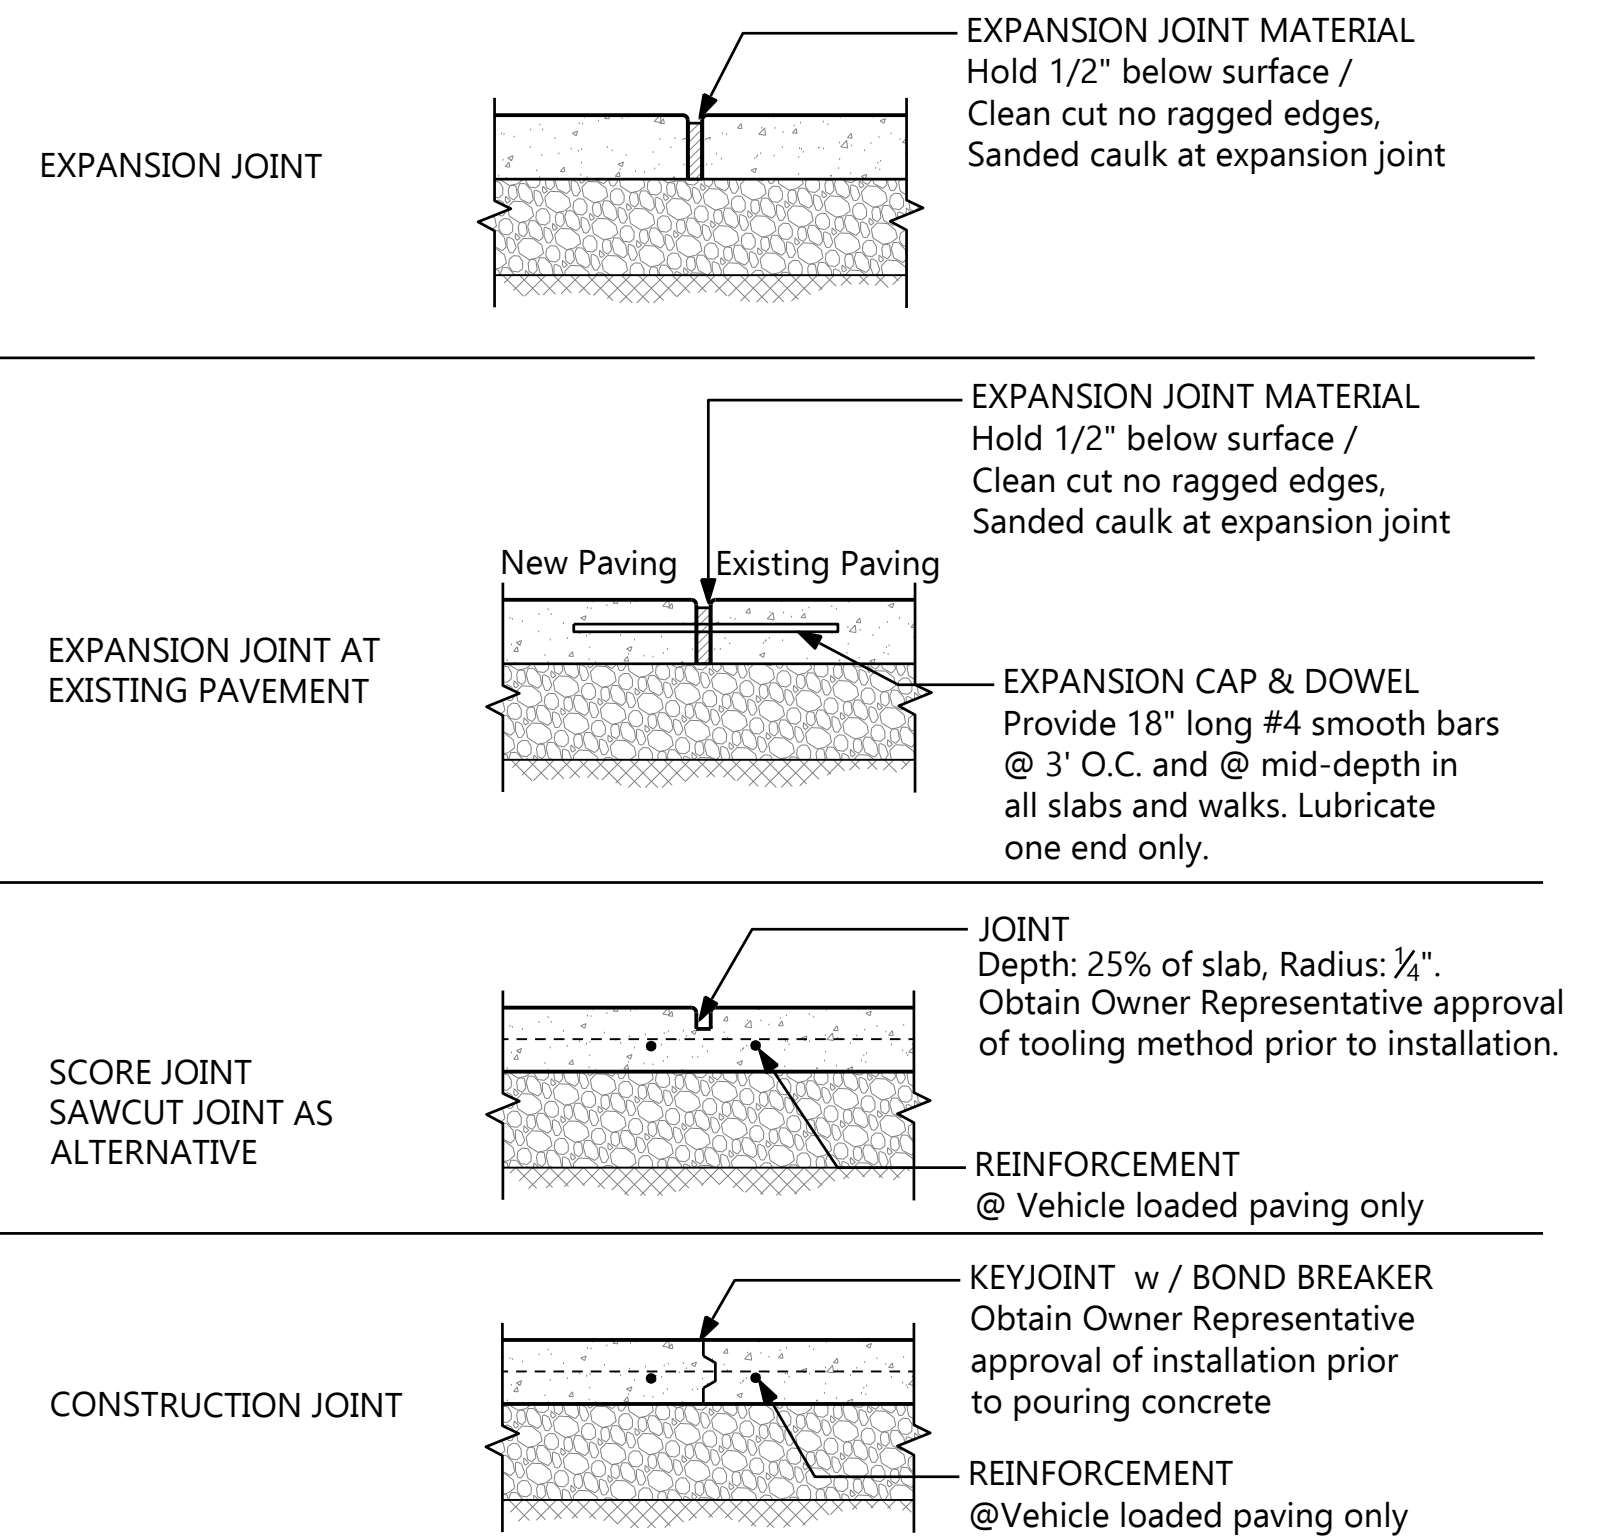 EXPANSION JOINT
EXPANSION JOINT MATERIAL
Hold 1/2" below surface /
Clean cut no ragged edges,
Sanded caulk at expansion joint
EXPANSION JOINT AT
EXISTING PAVEMENT
EXPANSION JOINT MATERIAL
Hold 1/2" below surface /
Clean cut no ragged edges,
Sanded caulk at expansion joint
New Paving Existing Paving
EXPANSION CAP & DOWEL
Provide 18" long #4 smooth bars
@ 3' O.C. and @ mid-depth in
all slabs and walks. Lubricate
one end only.
SCORE JOINT
SAWCUT JOINT AS
ALTERNATIVE
JOINT
Depth: 25% of slab, Radius: ¼".
Obtain Owner Representative approval
of tooling method prior to installation.
REINFORCEMENT
@ Vehicle loaded paving only
CONSTRUCTION JOINT
KEYJOINT w / BOND BREAKER
Obtain Owner Representative
approval of installation prior
to pouring concrete
REINFORCEMENT
@Vehicle loaded paving only